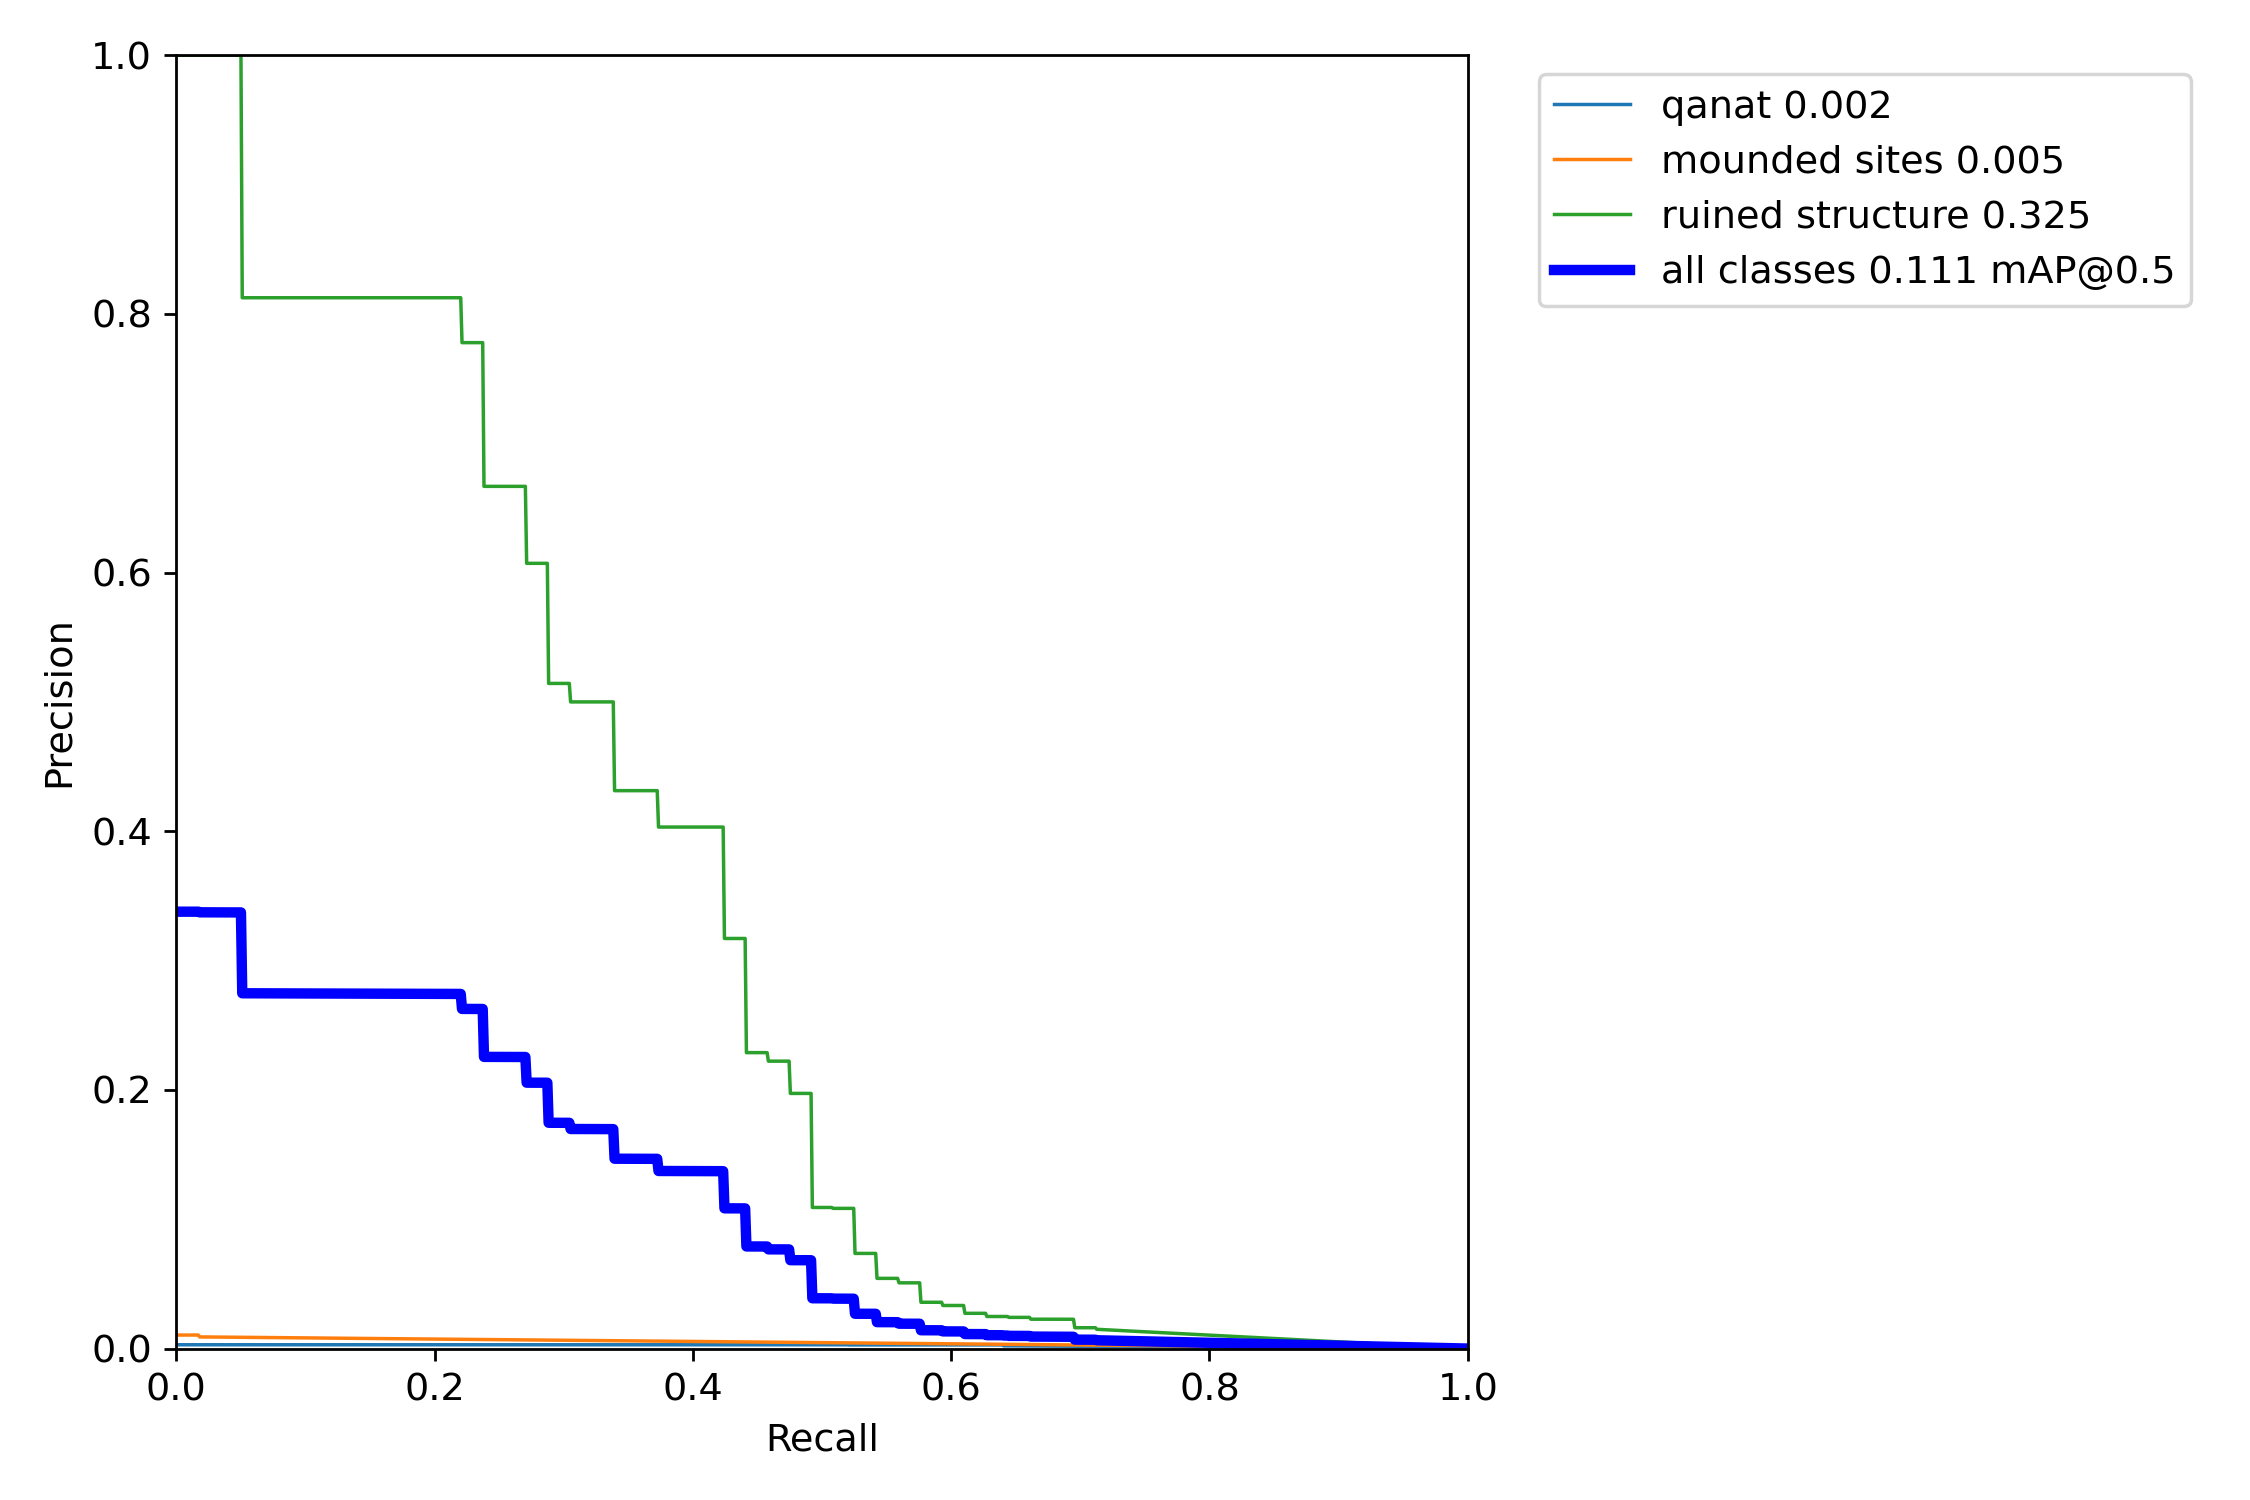 1.0
0.8
0.6
0.4
0.2
0.0
Precision
0.0 0.2 0.4 0.6 0.8 1.0
Recall
qanat 0.002
mounded sites 0.005
ruined structure 0.325
all classes 0.111 mAP@0.5